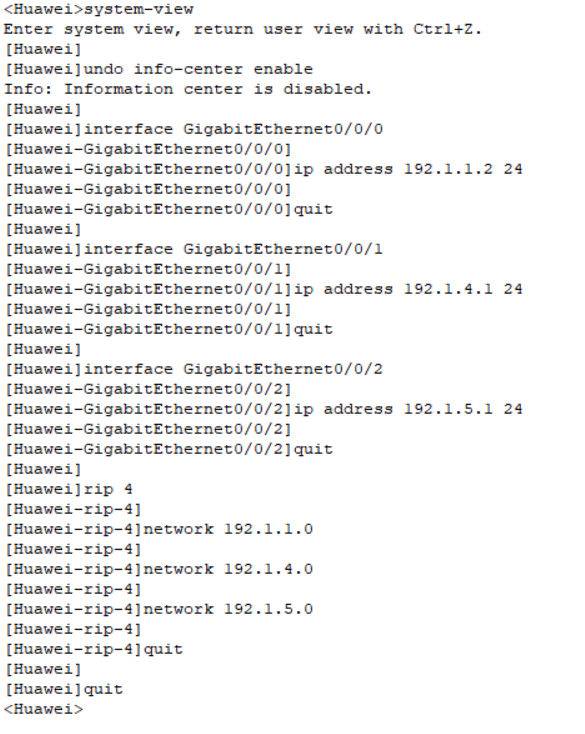 <Huawei>system-view
Enter system view, return user view with Ctrl+Z.
[Huawei]
[Huawei]undo info-center enable
Info: Information center is disabled.
[Huawei]
[Huawei]interface GigabitEthernet0/0/0
[Huawei-GigabitEthernet0/0/0]
[Huawei-GigabitEthernet0/0/0]ip address 192.1.1.2 24
[Huawei-GigabitEthernet0/0/0]
[Huawei-GigabitEthernet0/0/0]quit
[Huawei]
[Huawei]interface GigabitEthernet0/0/1
[Huawei-GigabitEthernet0/0/1]
[Huawei-GigabitEthernet0/0/1]ip address 192.1.4.1 24
[Huawei-GigabitEthernet0/0/1]
[Huawei-GigabitEthernet0/0/1]quit
[Huawei]
[Huawei]interface GigabitEthernet0/0/2
[Huawei-GigabitEthernet0/0/2]
[Huawei-GigabitEthernet0/0/2]ip address 192.1.5.1 24
[Huawei-GigabitEthernet0/0/2]
[Huawei-GigabitEthernet0/0/2]quit
[Huawei]
[Huawei]rip 4
[Huawei-rip-4]
[Huawei-rip-4]network 192.1.1.0
[Huawei-rip-4]
[Huawei-rip-4]network 192.1.4.0
[Huawei-rip-4]
[Huawei-rip-4]network 192.1.5.0
[Huawei-rip-4]
[Huawei-rip-4]quit
[Huawei]
[Huawei]quit
<Huawei>